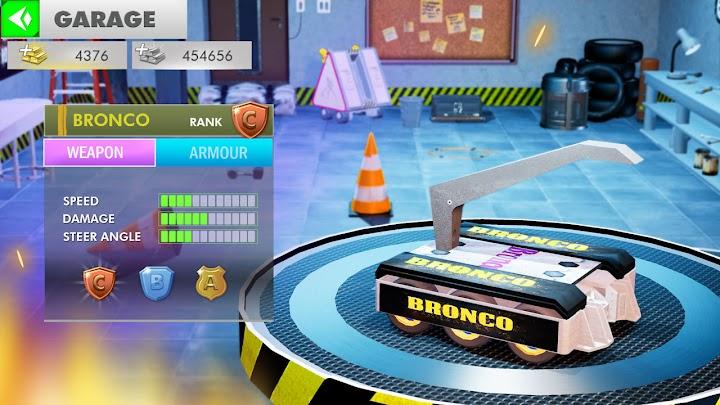 GARAGE
4376
454656
BRONCO
RANK
C
WEAPON
ARMOUR
SPEED
DAMAGE
STEER ANGLE
C
B
A
BRONCO
BRONCO
BRONCO